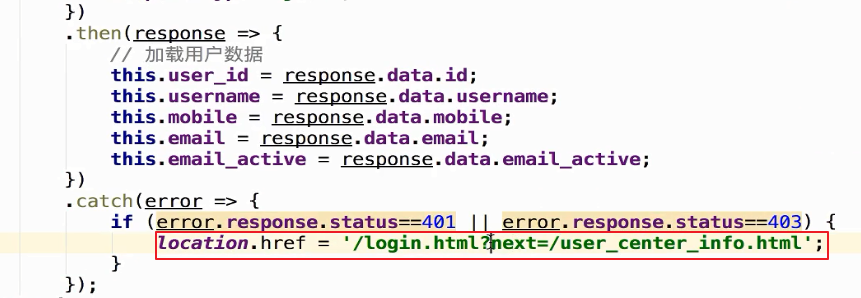 })
.then(response => {
// 加载用户数据
this.user_id = response.data.id;
this.username = response.data.username;
this.mobile = response.data.mobile;
this.email = response.data.email;
this.email_active = response.data.email_active;
})
.catch(error => {
if (error.response.status==401 || error.response.status==403) {
location.href = '/login.html?next=/user_center_info.html';
}
});